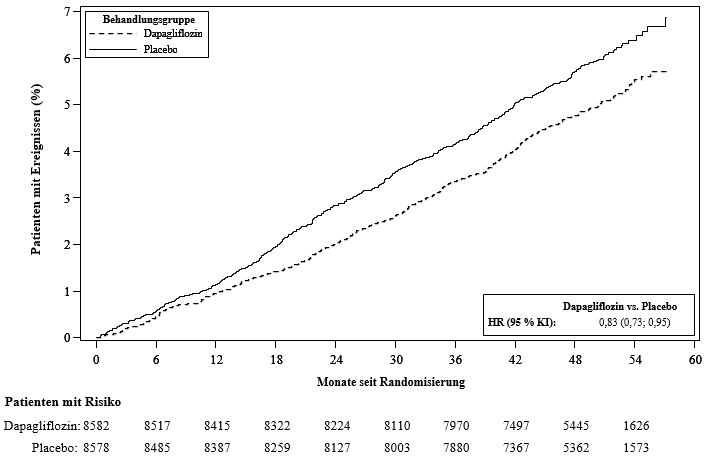 7
6
5
4
3
2
1
0
Patienten mit Ereignissen (%)
Behandlungsgruppe
Dapagliflozin
Placebo
Dapagliflozin vs. Placebo
HR (95 % KI): 0,83 (0,73; 0,95)
0 6 12 18 24 30 36 42 48 54 60
Monate seit Randomisierung
Patienten mit Risiko
Dapagliflozin: 8582 8517 8415 8322 8224 8110 7970 7497 5445 1626
Placebo: 8578 8485 8387 8259 8127 8003 7880 7367 5362 1573